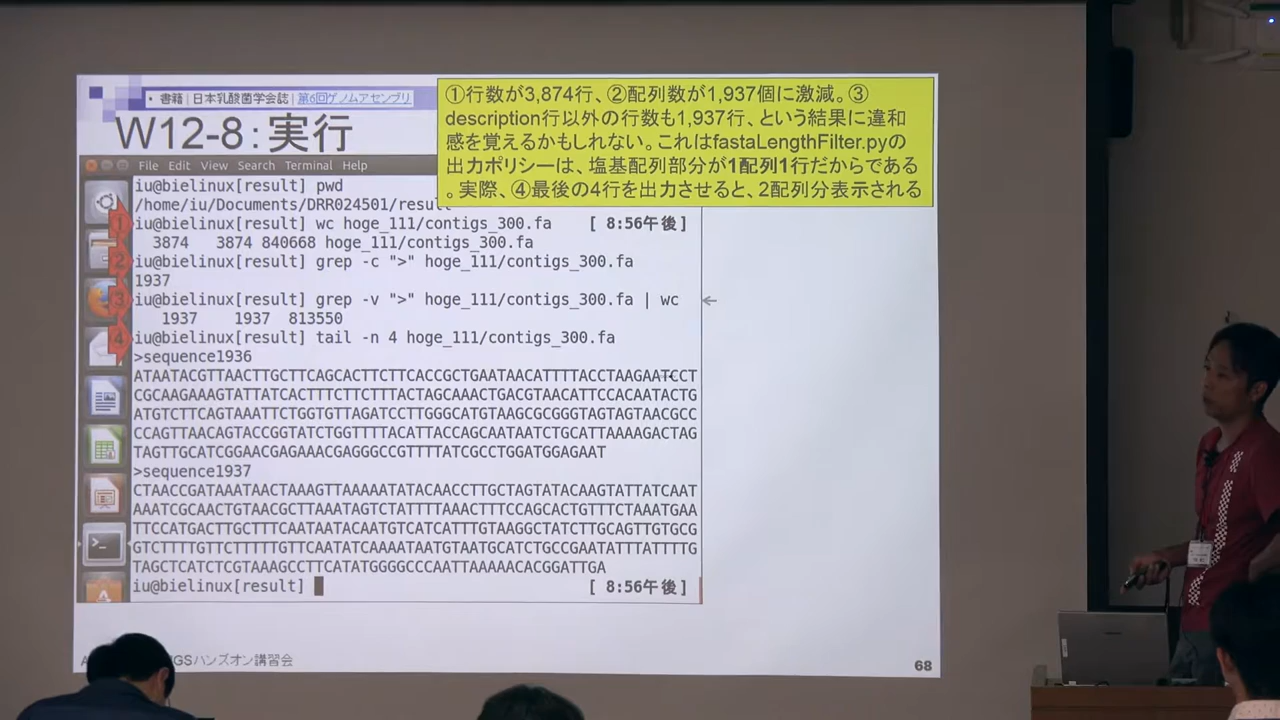 ・書籍 | 日本乳酸菌学会誌 | 第6回ゲノムアセンブリ
W12-8：実行
①行数が3,874行、②配列数が1,937個に激減。③
description行以外の行数も1,937行、という結果に違和
感を覚えるかもしれない。これはfastaLengthFilter.pyの
出力ポリシーは、塩基配列部分が1配列1行だからである
。実際、④最後の4行を出力させると、2配列分表示される
File Edit View Search Terminal Help
iu@bielinux[result] pwd
/home/iu/Documents/DRR024501/result
iu@bielinux[result] wc hoge_111/contigs_300.fa [ 8:56午後]
3874 3874 840668 hoge_111/contigs_300.fa
iu@bielinux[result] grep -c ">" hoge_111/contigs_300.fa
1937
iu@bielinux[result] grep -v ">" hoge_111/contigs_300.fa | wc
1937 1937 813550
iu@bielinux[result] tail -n 4 hoge_111/contigs_300.fa
>sequence1936
ATAATACGTTAACTTGCTTCAGCACTTCTTCACCGCTGAATAACATTTTACCTAAGAATCCT
CGCAAGAAAGTATTATCACTTTCTTCTTTACTAGCAAACTGACGTAACATTCCACAATACTG
ATGTCTTCAGTAAATTCTGGTGTTAGATCCTTGGGCATGTAAGCGCGGGTAGTAGTAACGCC
CCAGTTAACAGTACCGGTATCTGGTTTTACATTACCAGCAATAATCTGCATTAAAAGACTAG
TAGTTGCATCGGAACGAGAAACGAGGGCCGTTTTATCGCCTGGATGGAGAAT
>sequence1937
CTAACCGATAAATAACTAAAGTTAAAAATATACAACCTTGCTAGTATACAAGTATTATCAAT
AAATCGCAACTGTAACGCTTAAATAGTCTATTTTAAACTTTCCAGCACTGTTTCTAAATGAA
TTCCATGACTTGCTTTCAATAATACAATGTCATCATTTGTAAGGCTATCTTGCAGTTGTGCG
GTCTTTTGTTCTTTTTGTTCAATATCAAAATAATGTAATGCATCTGCCGAATATTTATTTTG
TAGCTCATCTCGTAAAGCCTTCATATGGGGCCCAATTAAAAACACGGATTGA
iu@bielinux[result] [ 8:56午後]
1
2
3
4
GSハンズオン講習会
68